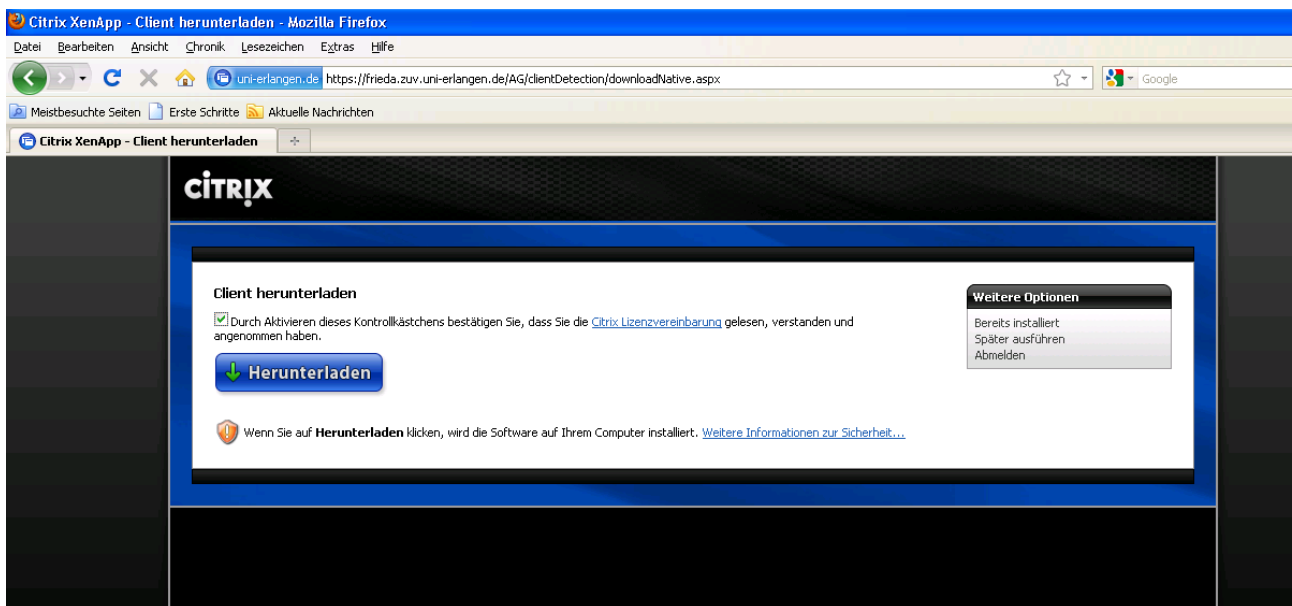 Citrix XenApp - Client herunterladen - Mozilla Firefox
Datei Bearbeiten Ansicht Chronik Lesezeichen Extras Hilfe
uni-erlangen.de https://frieda.zuv.uni-erlangen.de/AG/clientDetection/downloadNative.aspx
Google
Meistbesuchte Seiten Erste Schritte Aktuelle Nachrichten
Citrix XenApp - Client herunterladen
CITRIX
Client herunterladen
Durch Aktivieren dieses Kontrollkästchens bestätigen Sie, dass Sie die Citrix Lizenzvereinbarung gelesen, verstanden und
angenommen haben.
Herunterladen
Wenn Sie auf Herunterladen klicken, wird die Software auf Ihrem Computer installiert. Weitere Informationen zur Sicherheit...
Weitere Optionen
Bereits installiert
Später ausführen
Abmelden